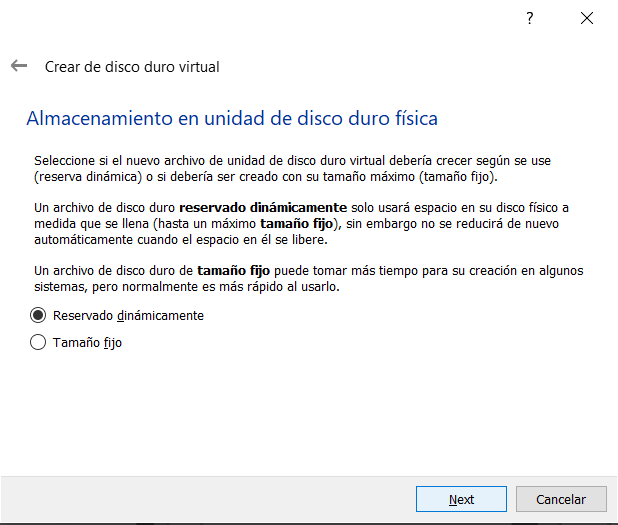 ?
Crear de disco duro virtual
Almacenamiento en unidad de disco duro física
Seleccione si el nuevo archivo de unidad de disco duro virtual debería crecer según se use
(reserva dinámica) o si debería ser creado con su tamaño máximo (tamaño fijo).
Un archivo de disco duro reservado dinámicamente solo usará espacio en su disco físico a
medida que se llena (hasta un máximo tamaño fijo), sin embargo no se reducirá de nuevo
automáticamente cuando el espacio en él se libere.
Un archivo de disco duro de tamaño fijo puede tomar más tiempo para su creación en algunos
sistemas, pero normalmente es más rápido al usarlo.
Reservado dinámicamente
Tamaño fijo
Next
Cancelar